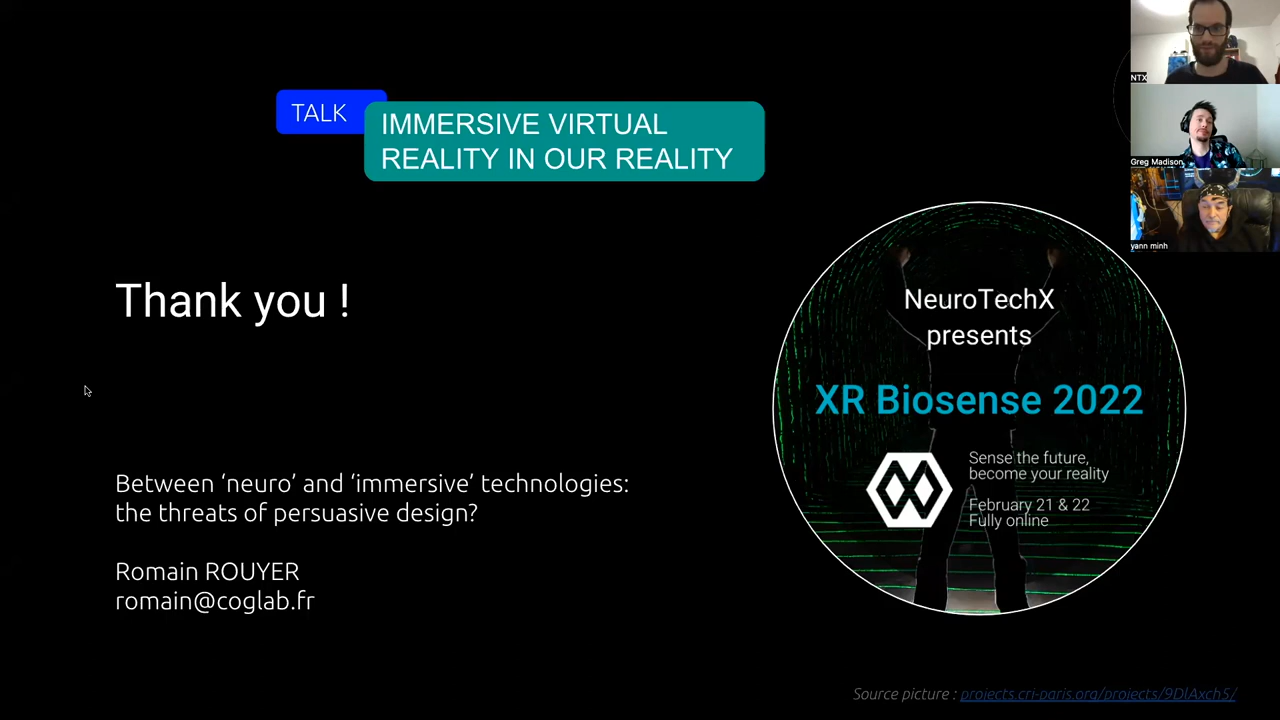 TALK
IMMERSIVE VIRTUAL
REALITY IN OUR REALITY
Thank you !
Between ‘neuro’ and ‘immersive’ technologies:
the threats of persuasive design?
Romain ROUYER
romain@coglab.fr
NeuroTechX
presents
XR Biosense 2022
Sense the future,
become your reality
February 21 & 22
Fully online
Source picture : projects.cri-paris.org/projects/9DlAxch5/
NTX
Greg Madison
yann minh